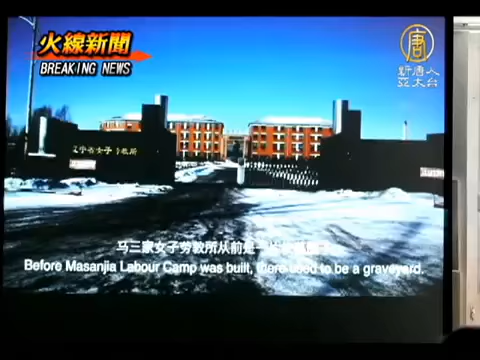 火線新聞
BREAKING NEWS
新唐人
亞太台
马三家女子劳教所从前是一片
Before Masanjia Labour Camp was built, there used to be a graveyard.